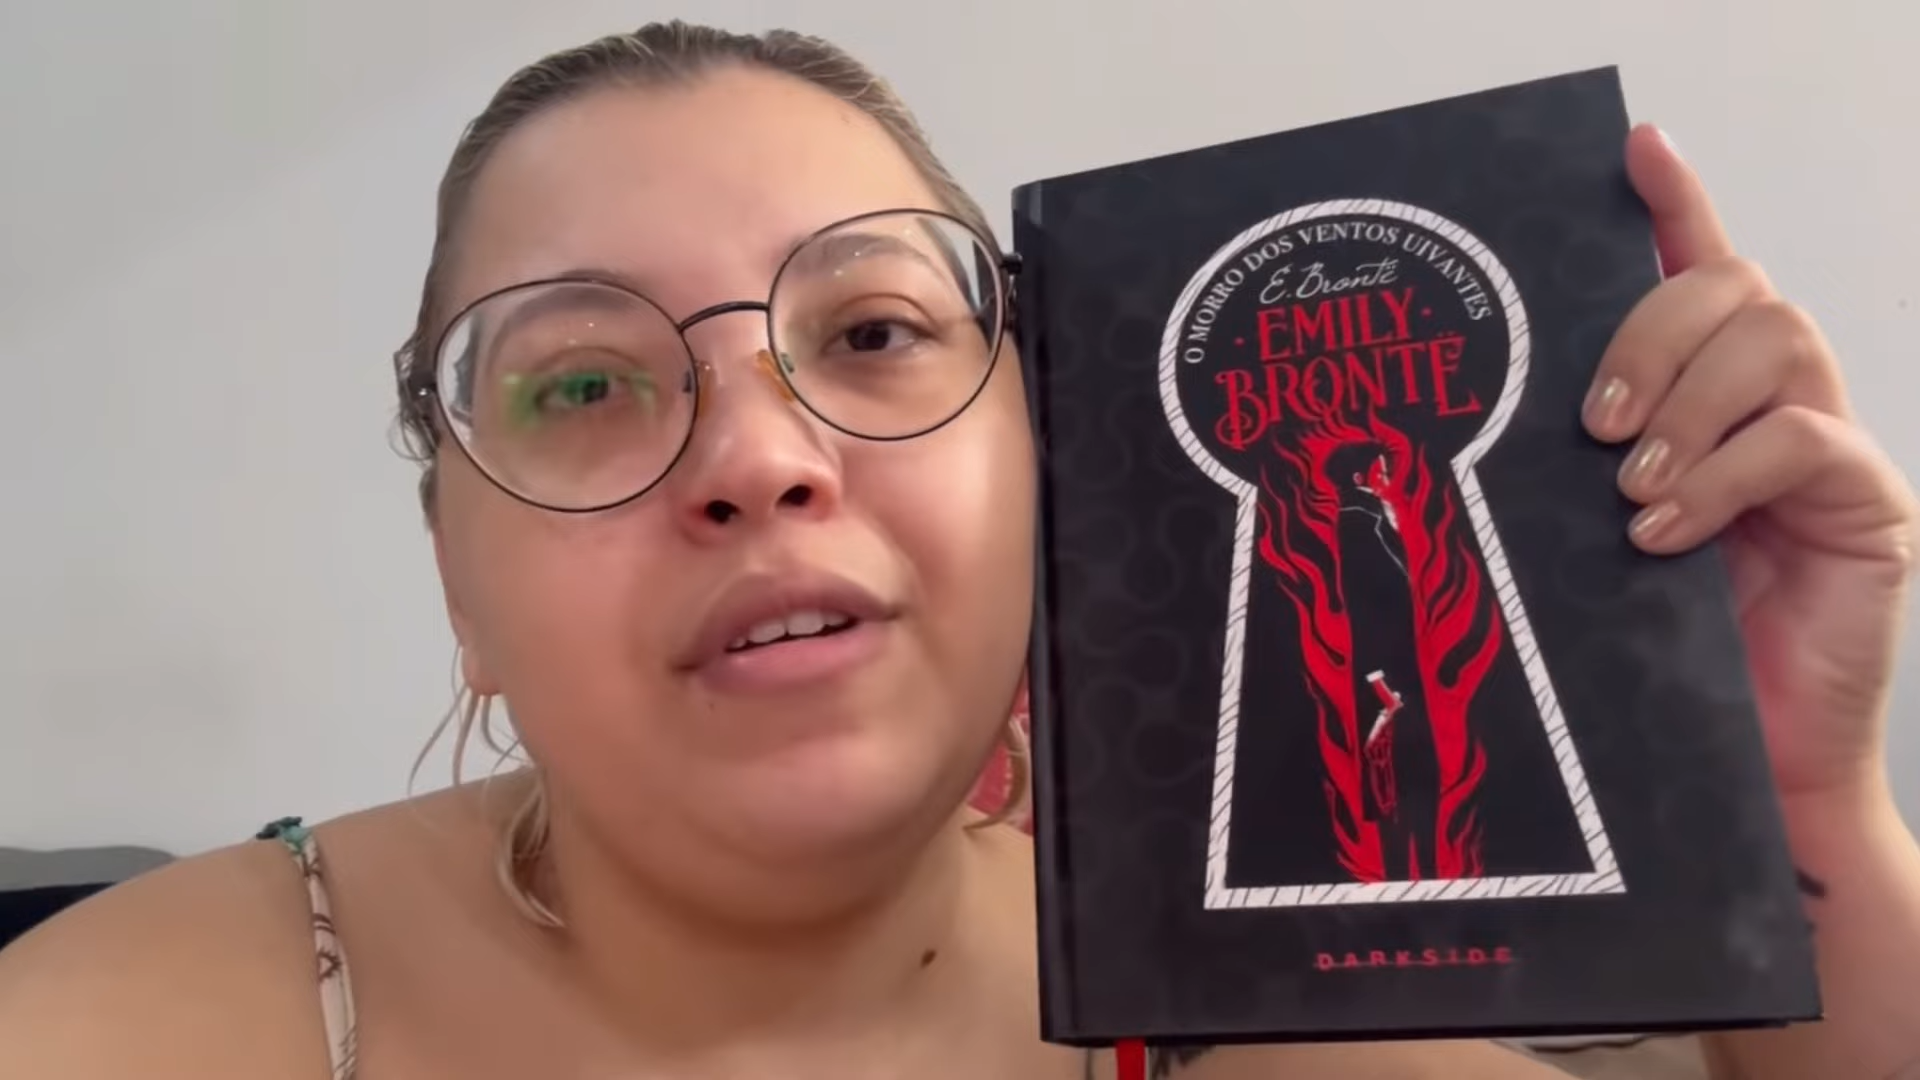 O MORRO DOS VENTOS UIVANTES
E. Brontë
· EMILY ·
BRONTË
DARKSIDE